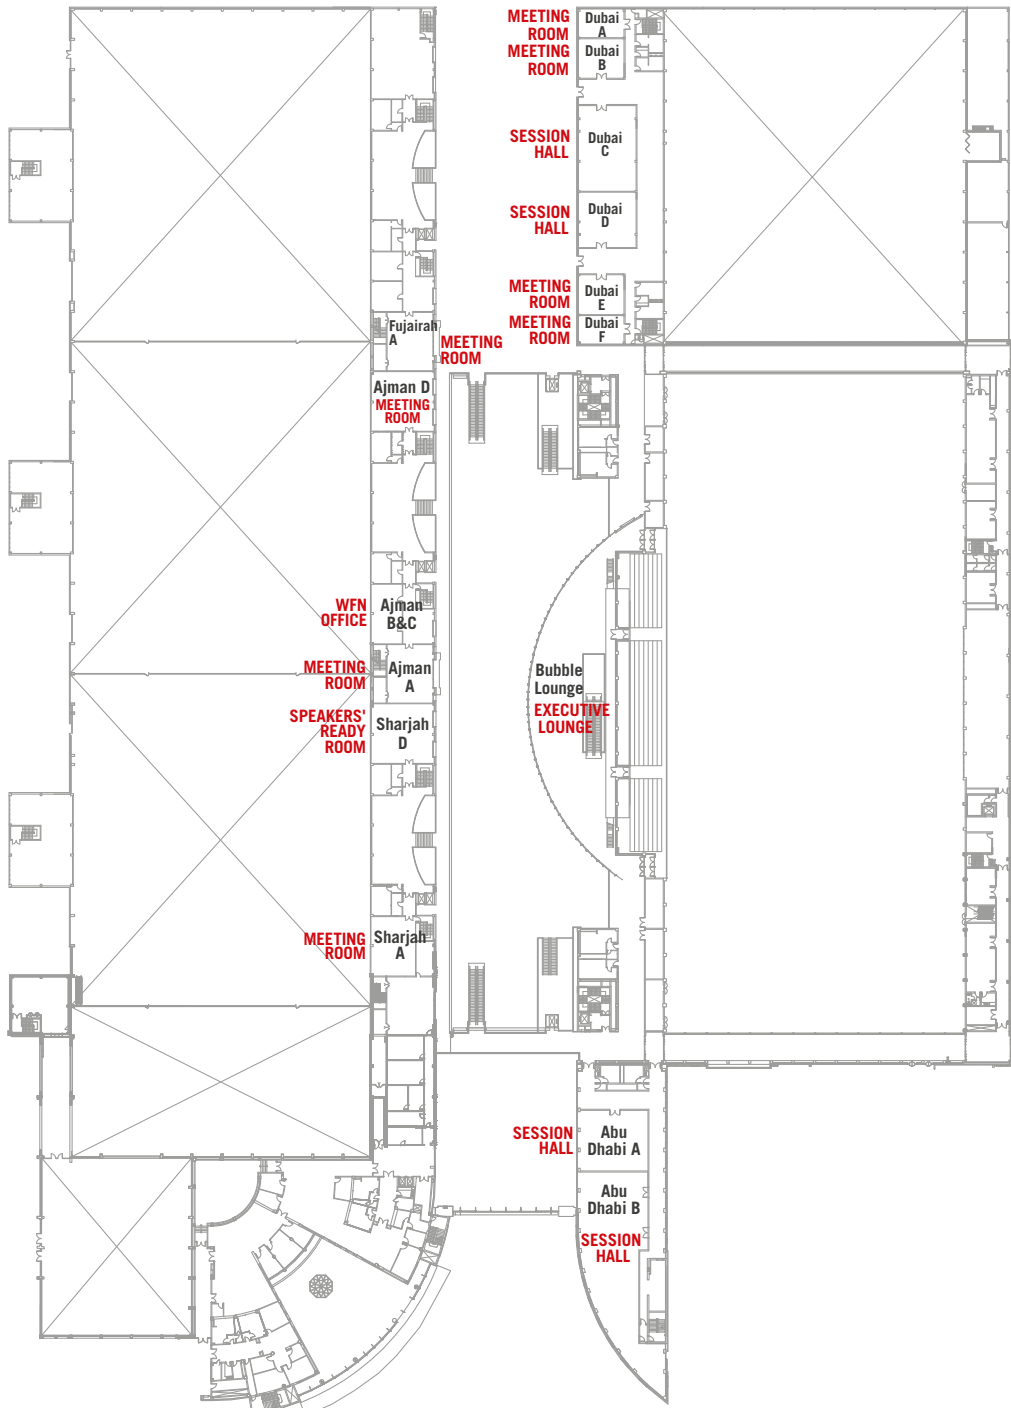 MEETING
ROOM
Dubai
A
MEETING
ROOM
Dubai
B
SESSION
HALL
Dubai
C
SESSION
HALL
Dubai
D
MEETING
ROOM
Dubai
E
MEETING
ROOM
Dubai
F
Fujairah
A
MEETING
ROOM
Ajman D
MEETING
ROOM
WFN
OFFICE
Ajman
B&C
MEETING
ROOM
Ajman
A
Bubble
Lounge
EXECUTIVE
LOUNGE
SPEAKERS'
READY
ROOM
Sharjah
D
MEETING
ROOM
Sharjah
A
SESSION
HALL
Abu
Dhabi A
Abu
Dhabi B
SESSION
HALL